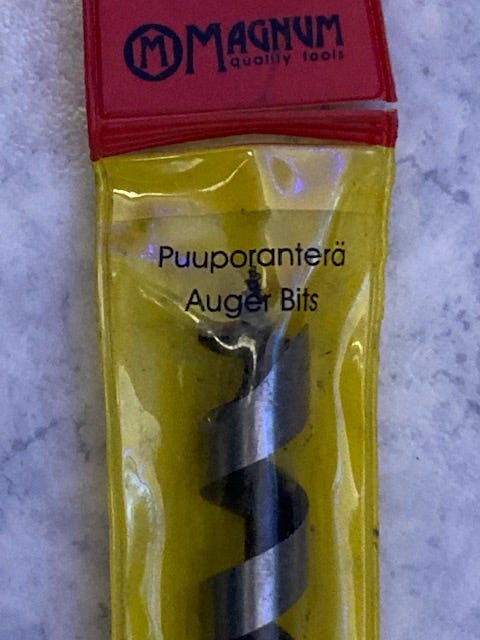 M MAGNUM
quality tools
Puuporanterä
Auger Bits